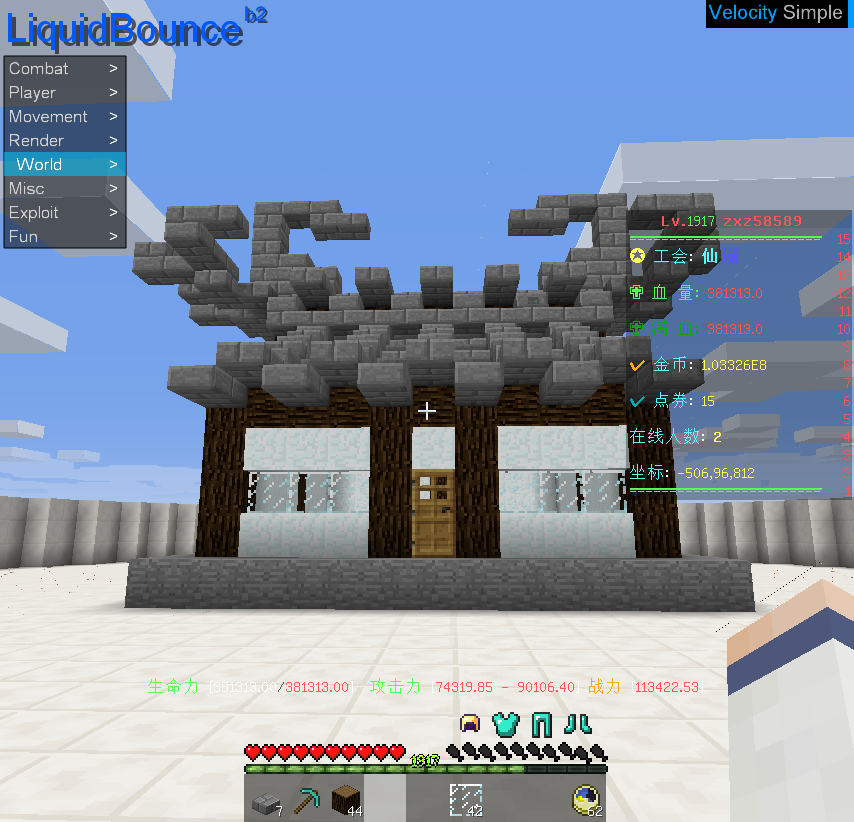 LiquidBounce b2
Velocity Simple
Combat >
Player >
Movement >
Render >
World >
Misc >
Exploit >
Fun >
Lv.1917 zxz58589
15
工会: 仙
14
13
血 量: 381313.0
12
11
满 血: 381313.0
10
9
金币: 1.03326E8
8
7
点券: 15
6
5
在线人数: 2
4
3
坐标: -506,96,812
2
1
生命力 [381313.00/381313.00] 攻击力 [74319.85 - 90106.40] 战力 [113422.53]
1917
7
44
42
62